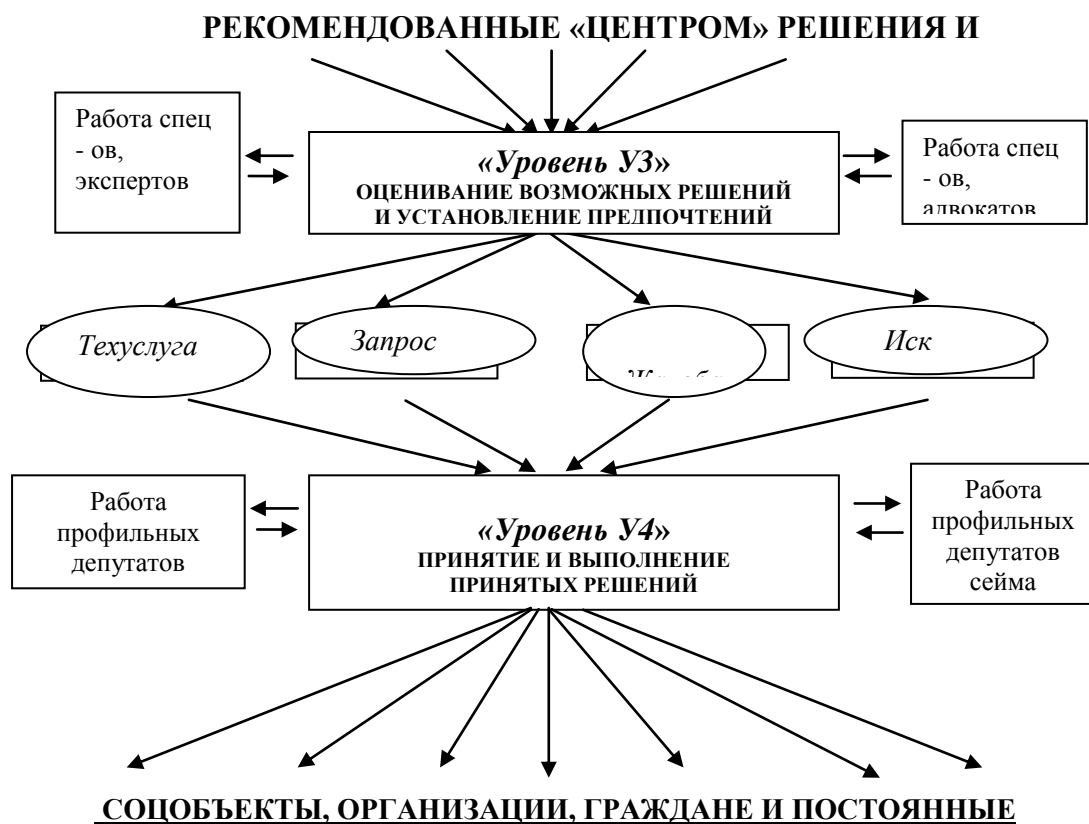 РЕКОМЕНДОВАННЫЕ «ЦЕНТРОМ» РЕШЕНИЯ И
Работа спец
- ов,
экспертов
«Уровень У3»
ОЦЕНИВАНИЕ ВОЗМОЖНЫХ РЕШЕНИЙ
И УСТАНОВЛЕНИЕ ПРЕДПОЧТЕНИЙ
Работа спец
- ов,
адвокатов
Техуслуга
Запрос
Иск
Работа
профильных
депутатов
«Уровень У4»
ПРИНЯТИЕ И ВЫПОЛНЕНИЕ
ПРИНЯТЫХ РЕШЕНИЙ
Работа
профильных
депутатов
сейма
СОЦОБЪЕКТЫ, ОРГАНИЗАЦИИ, ГРАЖДАНЕ И ПОСТОЯННЫЕ